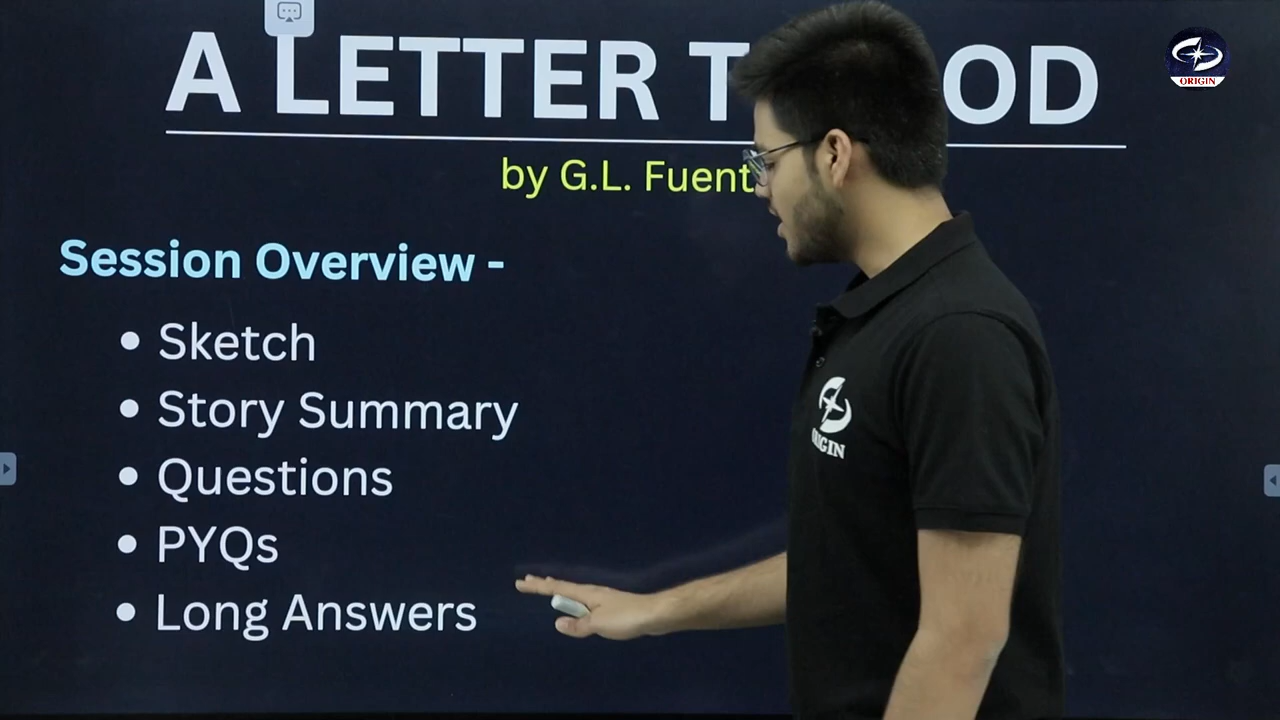 A LETTER T OD
ORIGIN
by G.L. Fuent
Session Overview -
• Sketch
• Story Summary
• Questions
• PYQs
• Long Answers
ORIGIN